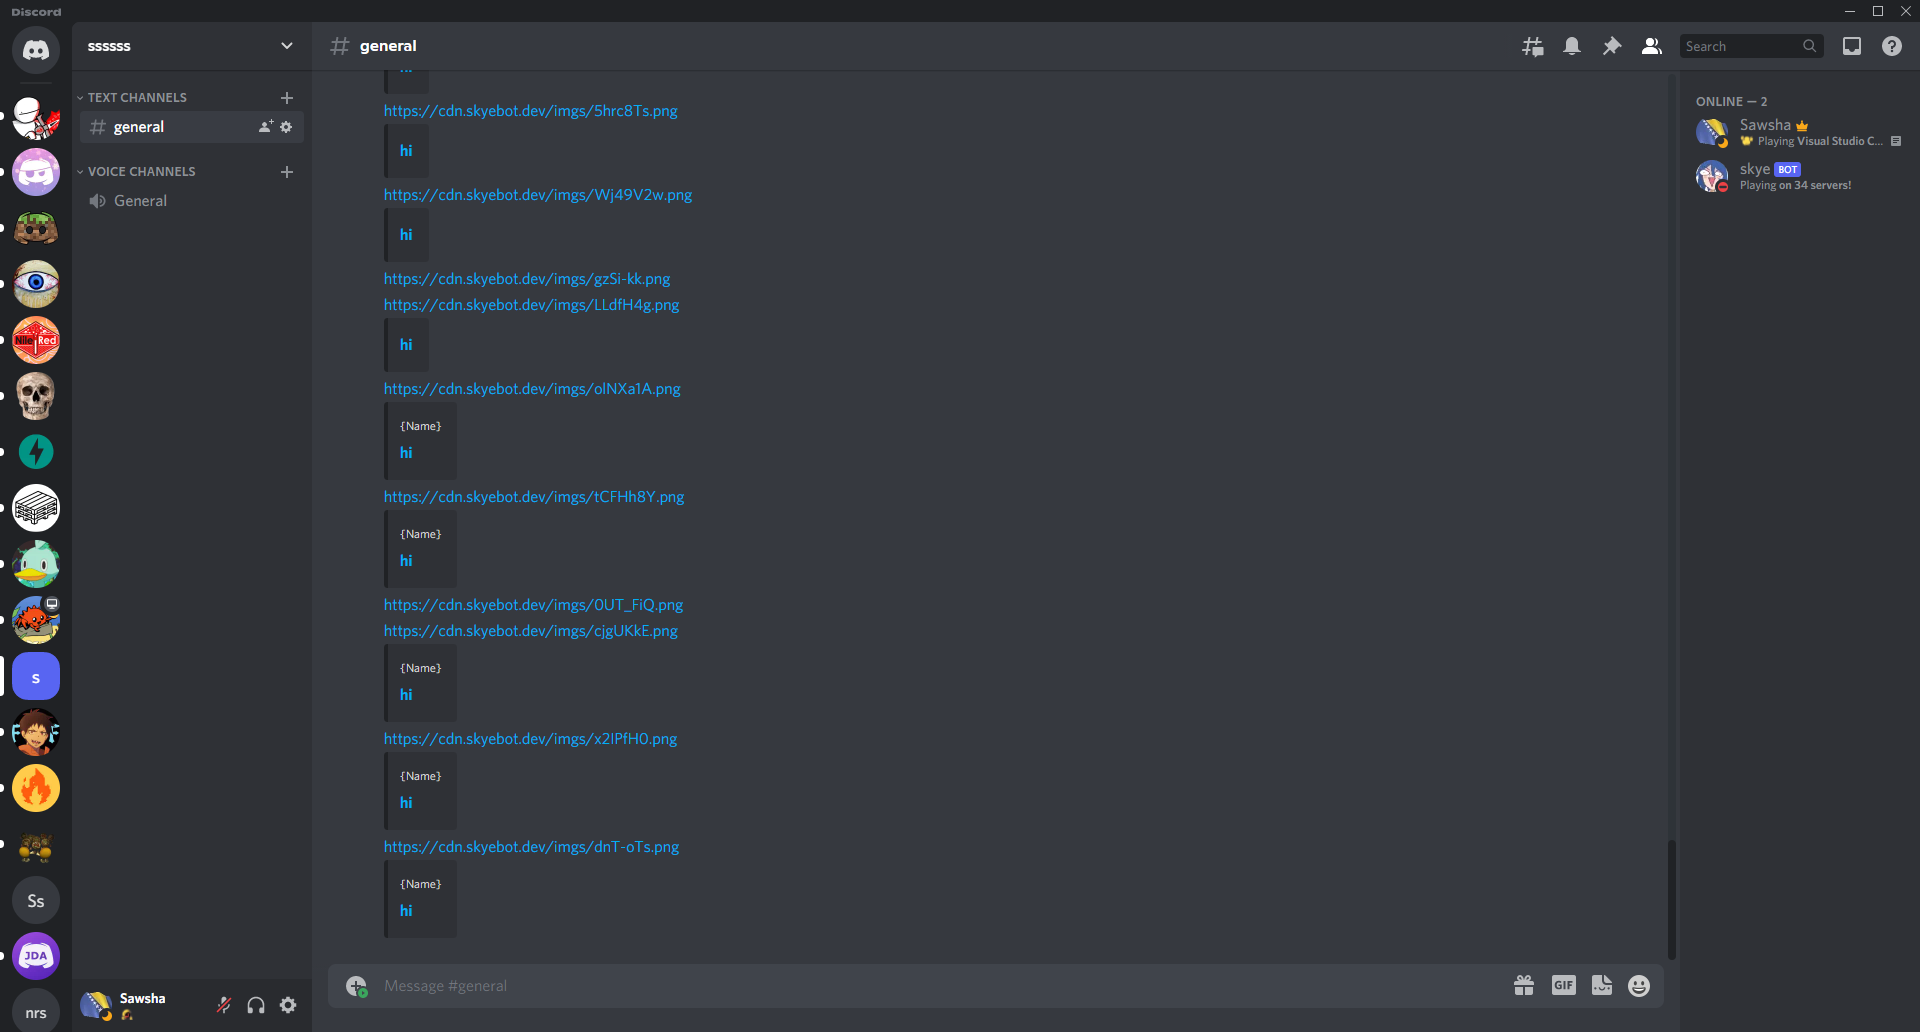 Discord
ssssss
general
Search
TEXT CHANNELS
general
VOICE CHANNELS
General
hi
https://cdn.skyebot.dev/imgs/5hrc8Ts.png
hi
https://cdn.skyebot.dev/imgs/Wj49V2w.png
hi
https://cdn.skyebot.dev/imgs/gzSi-kk.png
https://cdn.skyebot.dev/imgs/LLdfH4g.png
hi
https://cdn.skyebot.dev/imgs/olNXa1A.png
{Name}
hi
https://cdn.skyebot.dev/imgs/tCFHh8Y.png
{Name}
hi
https://cdn.skyebot.dev/imgs/0UT_FiQ.png
https://cdn.skyebot.dev/imgs/cjgUKkE.png
{Name}
hi
https://cdn.skyebot.dev/imgs/x2lPfH0.png
{Name}
hi
https://cdn.skyebot.dev/imgs/dnT-oTs.png
{Name}
hi
Message #general
GIF
ONLINE — 2
Sawsha
Playing Visual Studio C...
skye BOT
Playing on 34 servers!
Nile Red
s
Ss
JDA
nrs
Sawsha